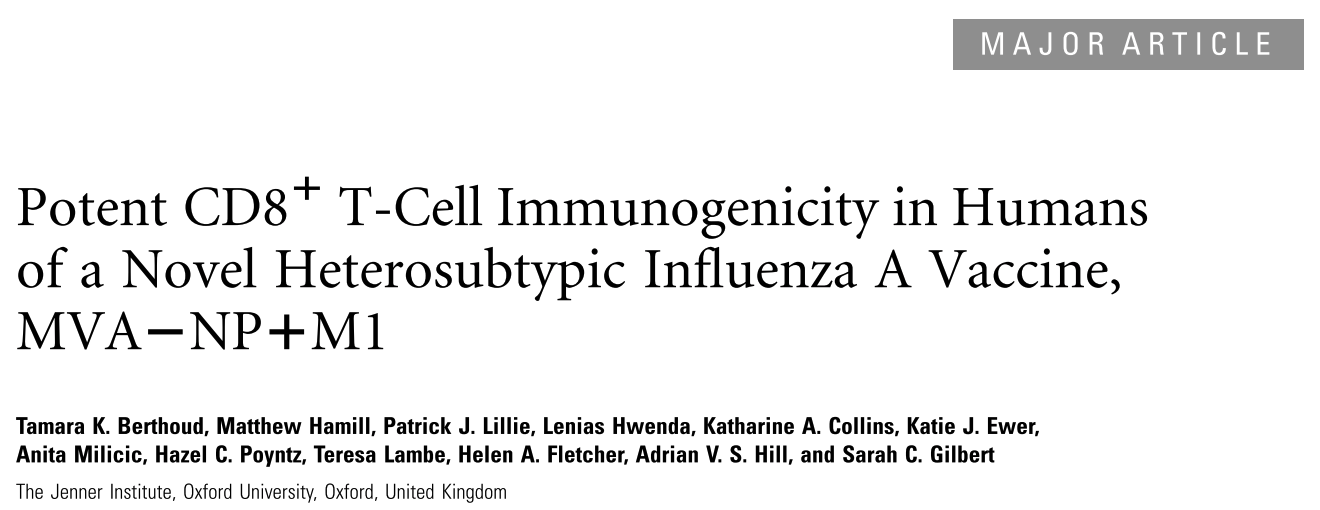 MAJOR ARTICLE
Potent CD8+ T-Cell Immunogenicity in Humans
of a Novel Heterosubtypic Influenza A Vaccine,
MVA−NP+M1
Tamara K. Berthoud, Matthew Hamill, Patrick J. Lillie, Lenias Hwenda, Katharine A. Collins, Katie J. Ewer,
Anita Milicic, Hazel C. Poyntz, Teresa Lambe, Helen A. Fletcher, Adrian V. S. Hill, and Sarah C. Gilbert
The Jenner Institute, Oxford University, Oxford, United Kingdom